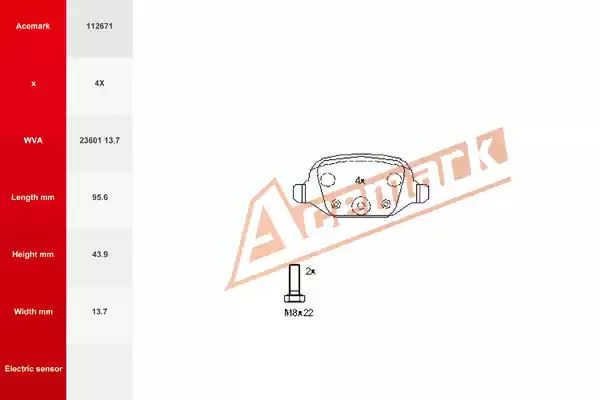 Acemark 112671
x 4X
WVA 23601 13,7
Length mm 95.6
Height mm 43.9
Width mm 13.7
Electric sensor
Acemark
4x
2x
M8x22